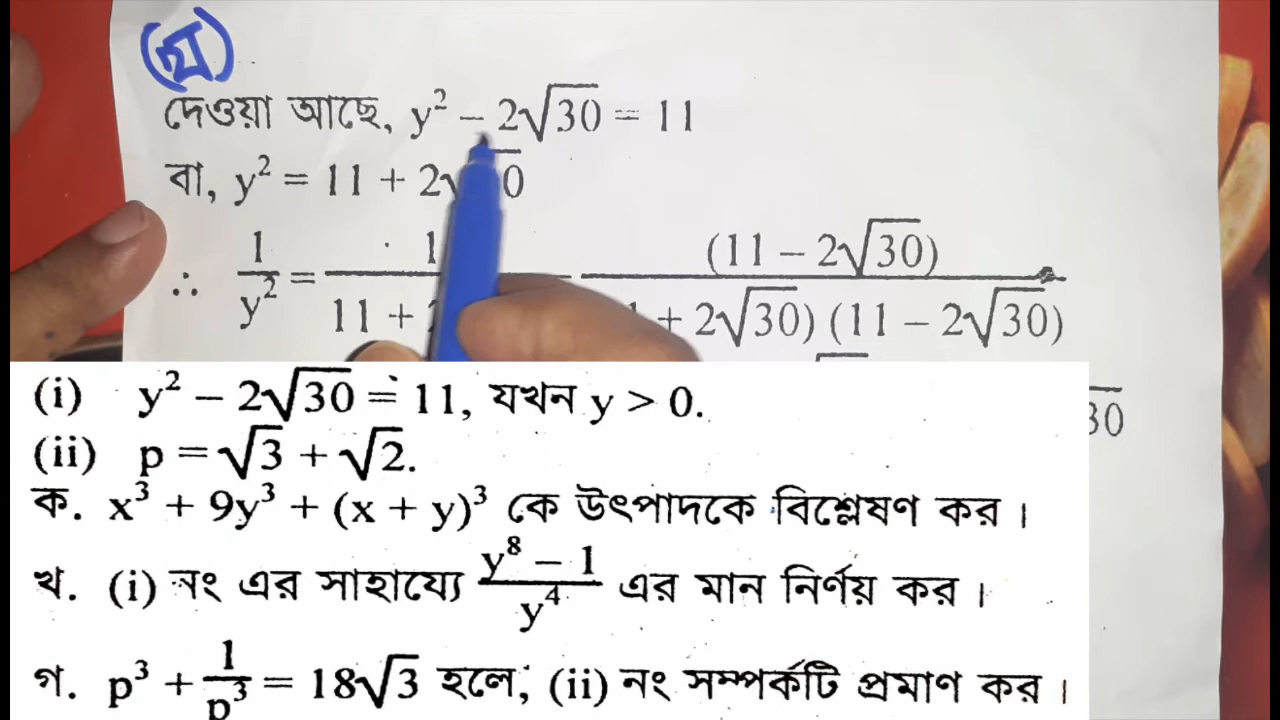 (খ)
দেওয়া আছে, y² – 2√30 = 11
বা, y² = 11 + 2 0
∴ 1/y² = 1/11 + (11 – 2√30)/ + 2√30) (11 – 2√30)
30
(i) y² – 2√30 = 11, যখন y > 0.
(ii) p = √3 + √2.
ক. x³ + 9y³ + (x + y)³ কে উৎপাদকে বিশ্লেষণ কর।
খ. (i) নং এর সাহায্যে y⁸ – 1/y⁴ এর মান নির্ণয় কর।
গ. p³ + 1/p³ = 18√3 হলে, (ii) নং সম্পর্কটি প্রমাণ কর।